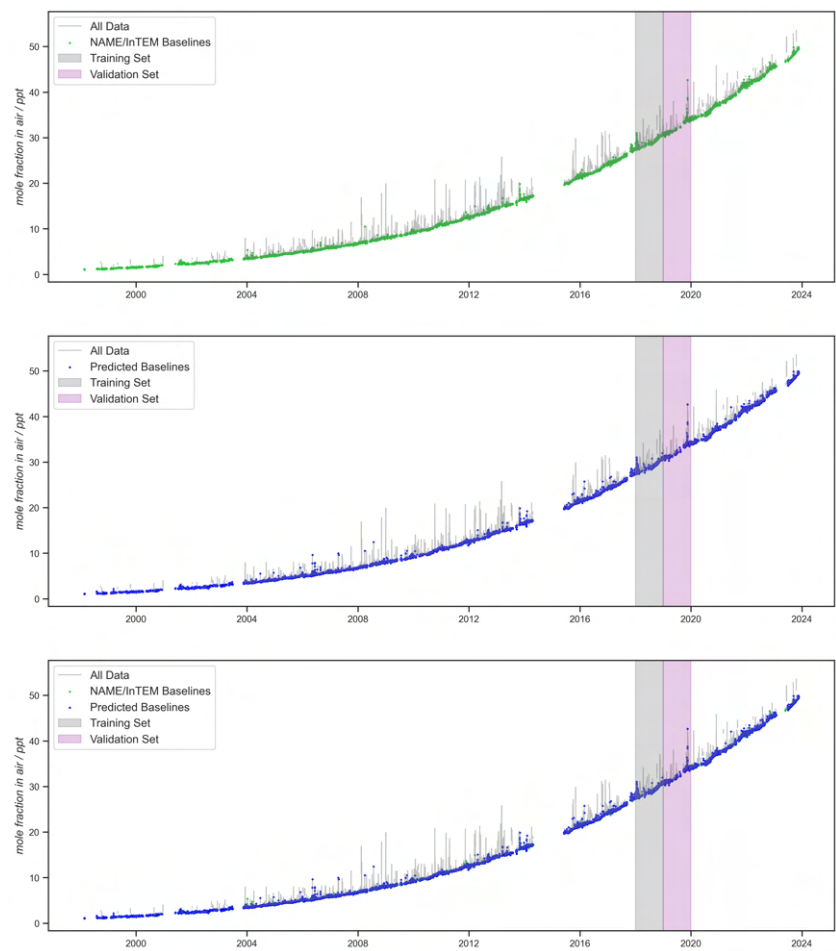 All Data
NAME/InTEM Baselines
Training Set
Validation Set
mole fraction in air / ppt
50
40
30
20
10
0
2000 2004 2008 2012 2016 2020 2024
All Data
Predicted Baselines
Training Set
Validation Set
mole fraction in air / ppt
50
40
30
20
10
0
2000 2004 2008 2012 2016 2020 2024
All Data
NAME/InTEM Baselines
Predicted Baselines
Training Set
Validation Set
mole fraction in air / ppt
50
40
30
20
10
0
2000 2004 2008 2012 2016 2020 2024